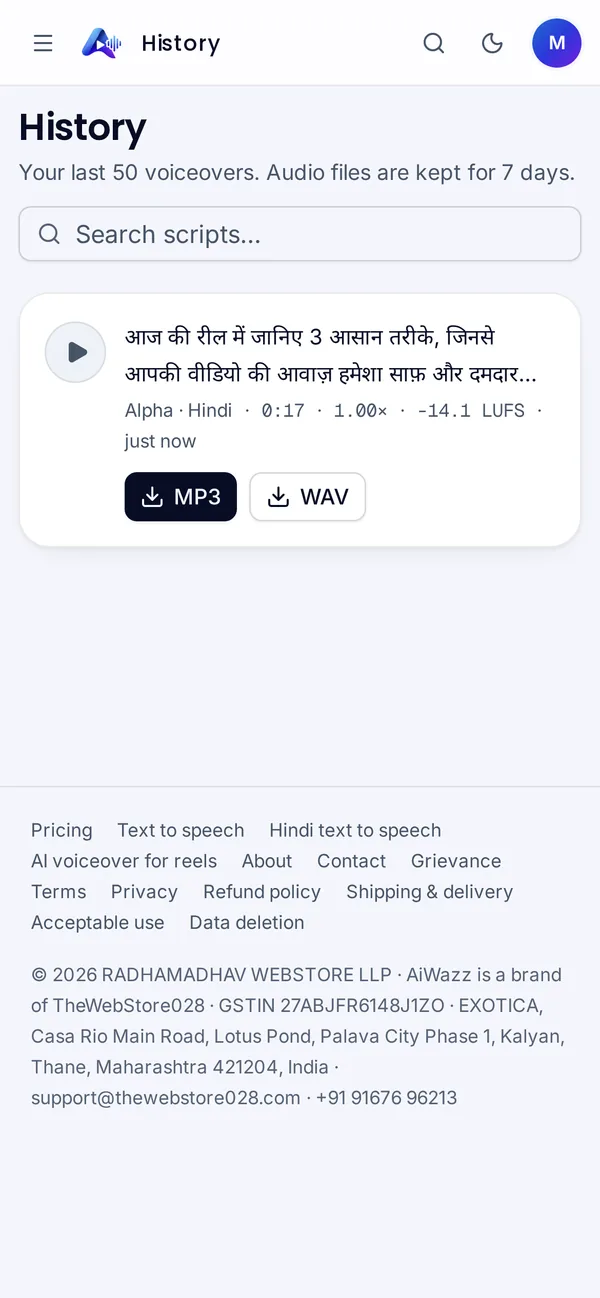 History
M
History
Your last 50 voiceovers. Audio files are kept for 7 days.
Search scripts...
आज की रील में जानिए 3 आसान तरीके, जिनसे
आपकी वीडियो की आवाज़ हमेशा साफ़ और दमदार...
Alpha · Hindi · 0:17 · 1.00× · -14.1 LUFS ·
just now
MP3 WAV
Pricing Text to speech Hindi text to speech
AI voiceover for reels About Contact Grievance
Terms Privacy Refund policy Shipping & delivery
Acceptable use Data deletion
© 2026 RADHAMADHAV WEBSTORE LLP · AiWazz is a brand
of TheWebStore028 · GSTIN 27ABJFR6148J1ZO · EXOTICA,
Casa Rio Main Road, Lotus Pond, Palava City Phase 1, Kalyan,
Thane, Maharashtra 421204, India ·
support@thewebstore028.com · +91 91676 96213